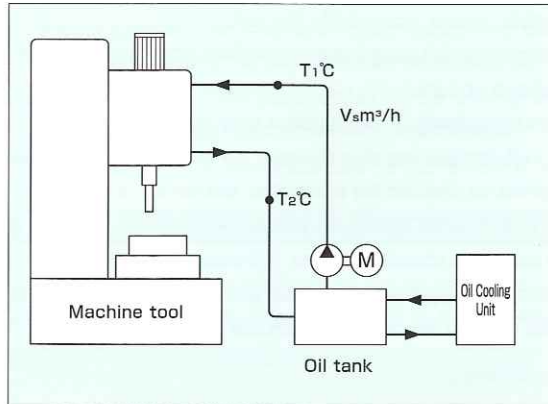 T₁℃
Vsm³/h
T₂℃
M
Oil Cooling
Unit
Machine tool
Oil tank